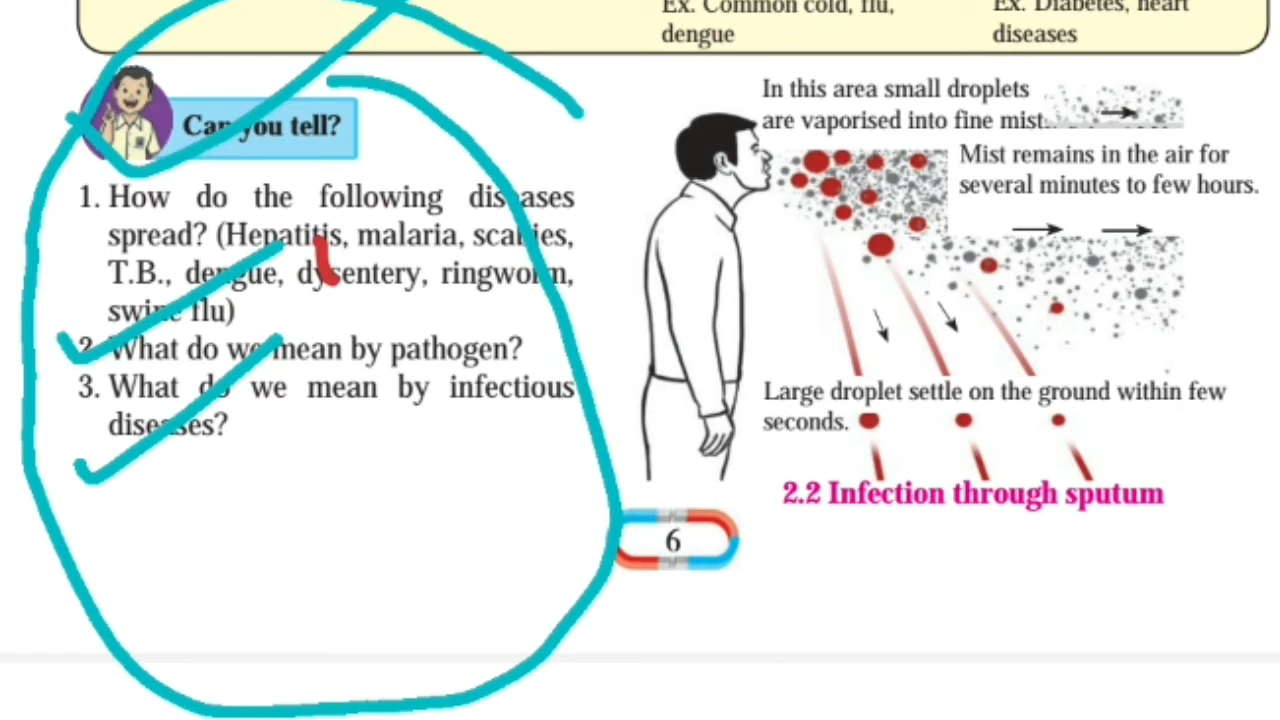 Ex. Common cold, flu,
dengue
Ex. Diabetes, heart
diseases
Can you tell?
1. How do the following diseases
spread? (Hepatitis, malaria, scabies,
T.B., dengue, dysentery, ringworm,
swine flu)
2. What do we mean by pathogen?
3. What do we mean by infectious
diseases?
In this area small droplets
are vaporised into fine mist.
Mist remains in the air for
several minutes to few hours.
Large droplet settle on the ground within few
seconds.
2.2 Infection through sputum
6